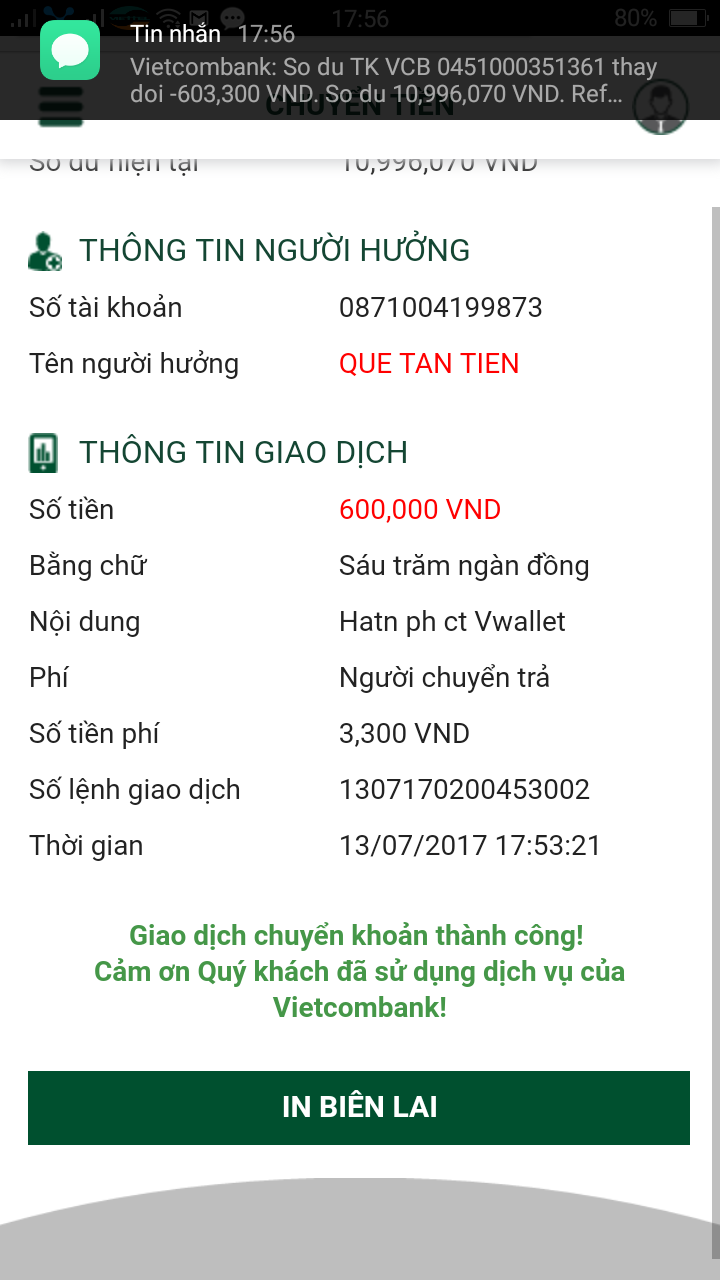 17:56
80%
Tin nhắn 17:56
Vietcombank: So du TK VCB 0451000351361 thay
doi -603,300 VND. So du 10,996,070 VND. Ref...
CHUYỂN TIỀN
Số dư hiện tại 10,996,070 VND
THÔNG TIN NGƯỜI HƯỞNG
Số tài khoản 0871004199873
Tên người hưởng QUE TAN TIEN
THÔNG TIN GIAO DỊCH
Số tiền 600,000 VND
Bằng chữ Sáu trăm ngàn đồng
Nội dung Hatn ph ct Vwallet
Phí Người chuyển trả
Số tiền phí 3,300 VND
Số lệnh giao dịch 1307170200453002
Thời gian 13/07/2017 17:53:21
Giao dịch chuyển khoản thành công!
Cảm ơn Quý khách đã sử dụng dịch vụ của
Vietcombank!
IN BIÊN LAI